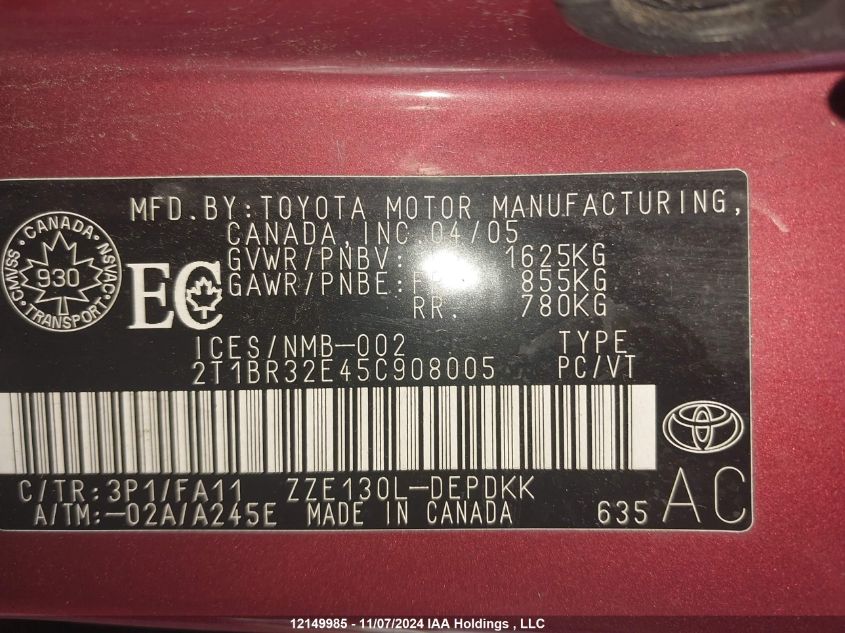 MFD.BY:TOYOTA MOTOR MANUFACTURING,
CANADA,INC.04/05
GVWR/PNBV: 1625KG
GAWR/PNBE: 855KG
RR. 780KG
CANADA
CMVSS 930 NSVAC
TRANSPORT
EC
ICES/NMB-002 TYPE
2T1BR32E45C908005 PC/VT
C/TR:3P1/FA11 ZZE130L-DEPDKK
A/TM:-02A/A245E MADE IN CANADA 635 AC
12149985 - 11/07/2024 IAA Holdings , LLC